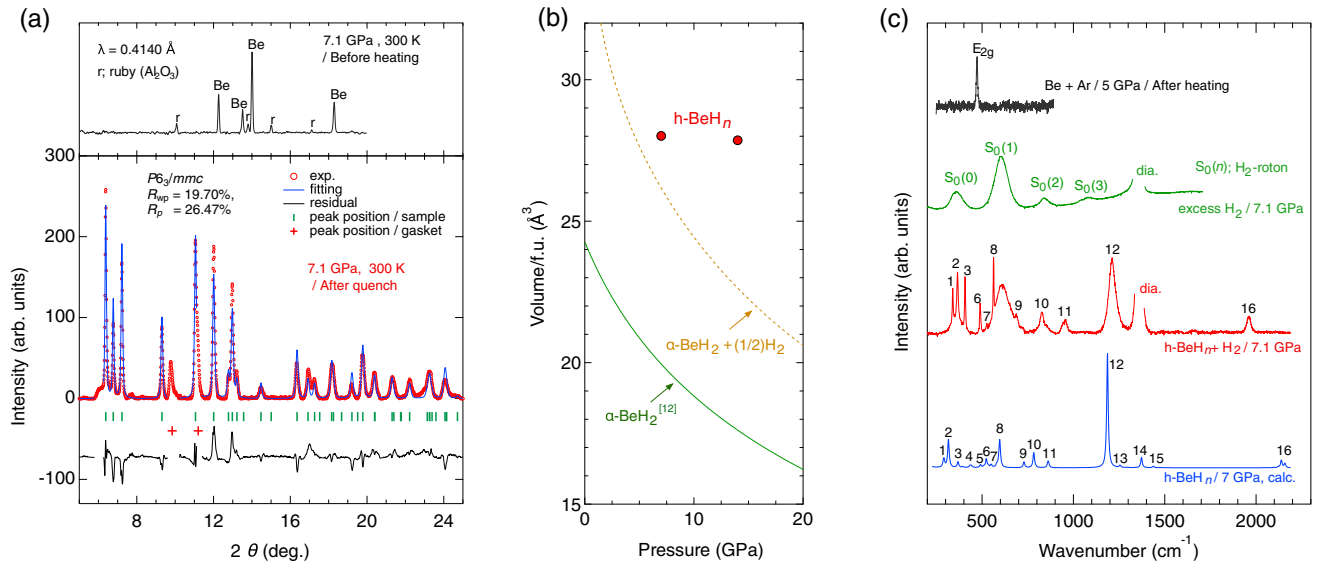 (a)
λ = 0.4140 Å
r; ruby (Al₂O₃)
7.1 GPa , 300 K
/ Before heating
Be
Be
Be
Be
r
r
r
r
300
200
100
0
-100
P6₃/mmc
R_wp = 19.70%,
R_p = 26.47%
exp.
fitting
residual
peak position / sample
peak position / gasket
7.1 GPa, 300 K
/ After quench
Intensity (arb. units)
8
12
16
20
24
2 θ (deg.)
(b)
30
25
20
15
Volume/f.u. (Å³)
h-BeHₙ
α-BeH₂ + (1/2)H₂
α-BeH₂[12]
0
10
20
Pressure (GPa)
(c)
E₂g
Be + Ar / 5 GPa / After heating
S₀(0)
S₀(1)
S₀(2)
S₀(3)
dia.
S₀(n); H₂-roton
excess H₂ / 7.1 GPa
1
2
3
6
7
8
9
10
11
12
dia.
16
h-BeHₙ+ H₂ / 7.1 GPa
1
2
3
4
5
6
7
8
9
10
11
12
13
14
15
16
h-BeHₙ / 7 GPa, calc.
Intensity (arb. units)
500
1000
1500
2000
Wavenumber (cm⁻¹)